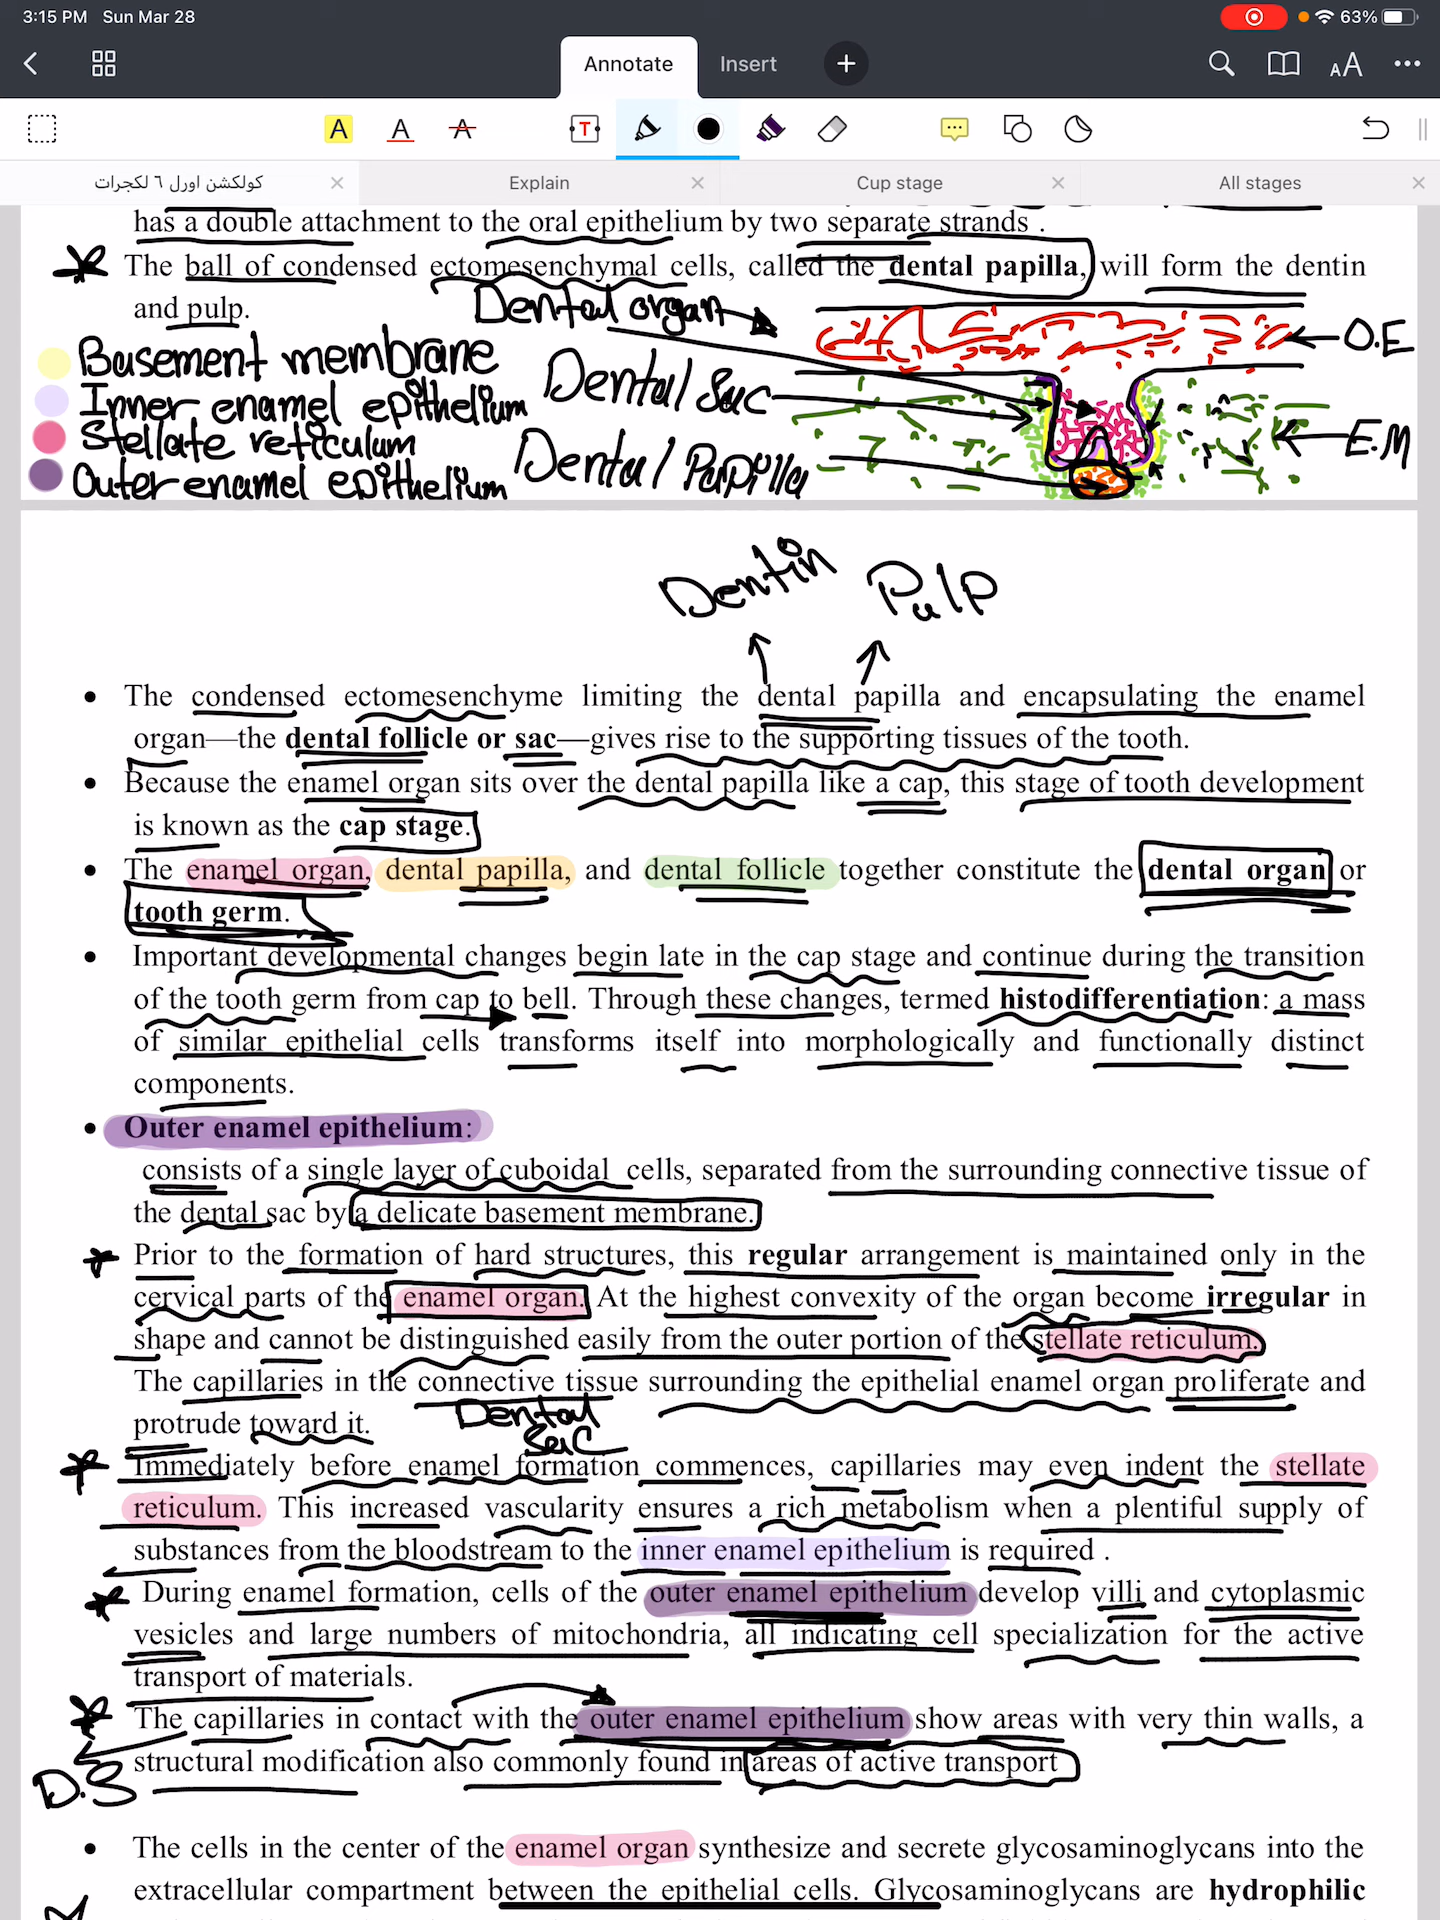 3:15 PM Sun Mar 28
63%
Annotate
Insert
كولكشن اورل ٦ لكجرات
Explain
Cup stage
All stages
has a double attachment to the oral epithelium by two separate strands .
The ball of condensed ectomesenchymal cells, called the dental papilla, will form the dentin
and pulp.
Dental organ
O.E
Basement membrane
Dental Sac
Inner enamel epithelium
Stellate reticulum
Dental Papilla
E.M
Outer enamel epithelium
Dentin Pulp
• The condensed ectomesenchyme limiting the dental papilla and encapsulating the enamel
organ—the dental follicle or sac—gives rise to the supporting tissues of the tooth.
• Because the enamel organ sits over the dental papilla like a cap, this stage of tooth development
is known as the cap stage.
• The enamel organ, dental papilla, and dental follicle together constitute the dental organ or
tooth germ.
• Important developmental changes begin late in the cap stage and continue during the transition
of the tooth germ from cap to bell. Through these changes, termed histodifferentiation: a mass
of similar epithelial cells transforms itself into morphologically and functionally distinct
components.
• Outer enamel epithelium:
consists of a single layer of cuboidal cells, separated from the surrounding connective tissue of
the dental sac by a delicate basement membrane.
Prior to the formation of hard structures, this regular arrangement is maintained only in the
cervical parts of the enamel organ. At the highest convexity of the organ become irregular in
shape and cannot be distinguished easily from the outer portion of the stellate reticulum.
The capillaries in the connective tissue surrounding the epithelial enamel organ proliferate and
protrude toward it.
Dental
Sac
Immediately before enamel formation commences, capillaries may even indent the stellate
reticulum. This increased vascularity ensures a rich metabolism when a plentiful supply of
substances from the bloodstream to the inner enamel epithelium is required .
During enamel formation, cells of the outer enamel epithelium develop villi and cytoplasmic
vesicles and large numbers of mitochondria, all indicating cell specialization for the active
transport of materials.
The capillaries in contact with the outer enamel epithelium show areas with very thin walls, a
structural modification also commonly found in areas of active transport
D.S
• The cells in the center of the enamel organ synthesize and secrete glycosaminoglycans into the
extracellular compartment between the epithelial cells. Glycosaminoglycans are hydrophilic